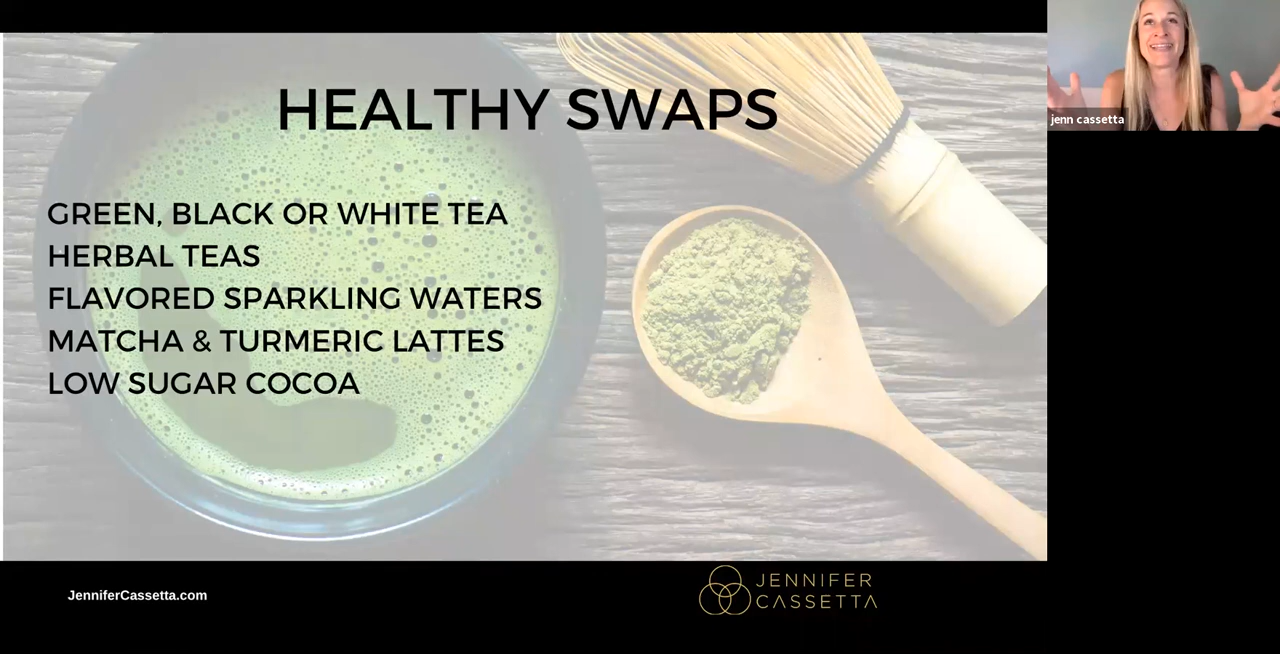 HEALTHY SWAPS
GREEN, BLACK OR WHITE TEA
HERBAL TEAS
FLAVORED SPARKLING WATERS
MATCHA & TURMERIC LATTES
LOW SUGAR COCOA
jenn cassetta
JenniferCassetta.com
JENNIFER
CASSETTA